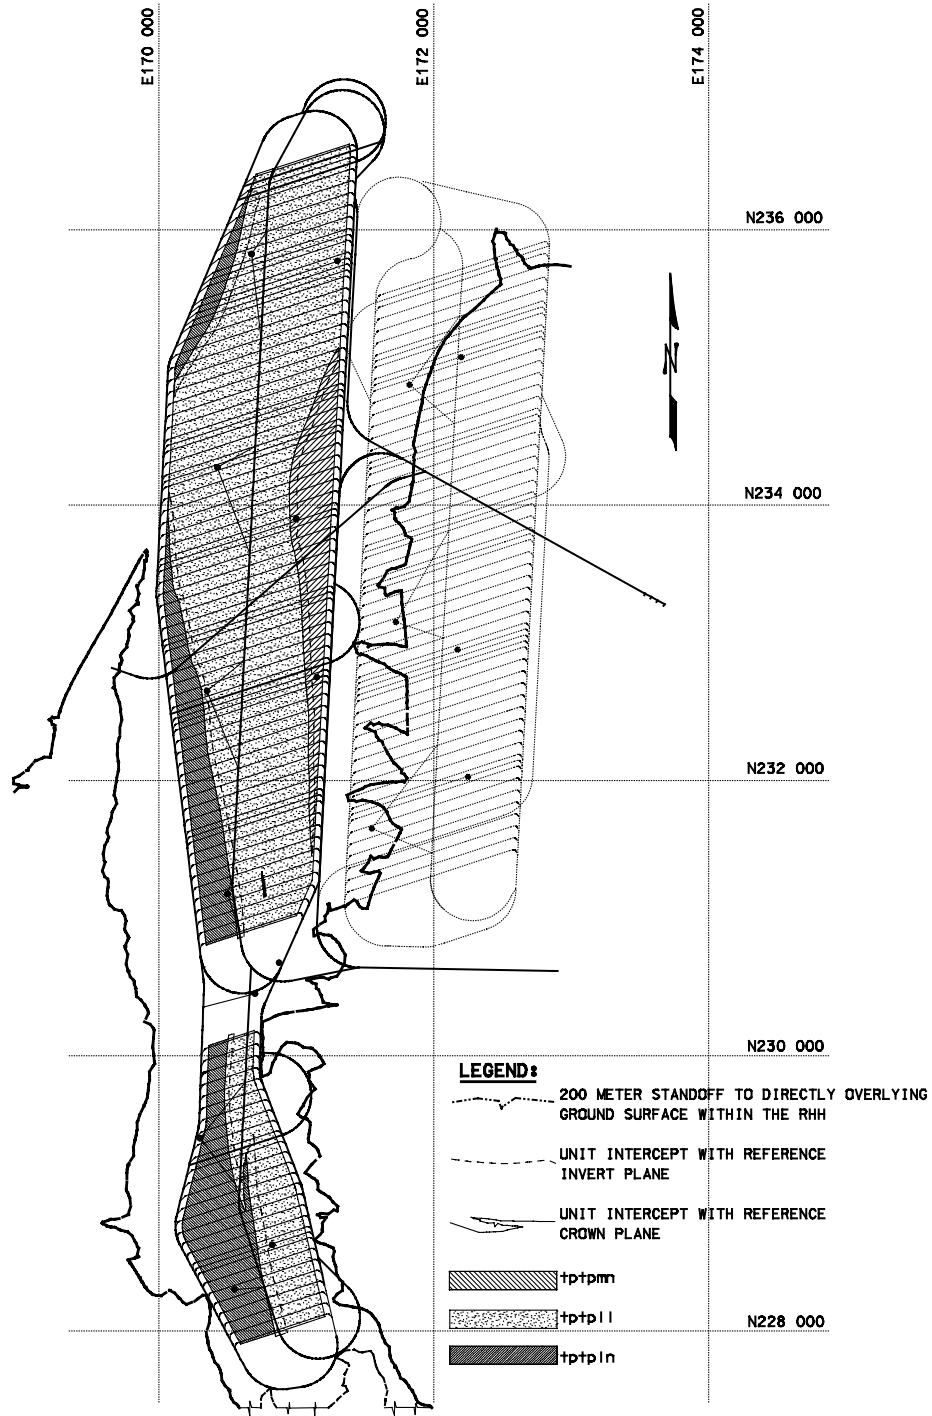 E170 000
E172 000
E174 000
N236 000
N
N234 000
N232 000
N230 000
LEGEND:
200 METER STANDOFF TO DIRECTLY OVERLYING
GROUND SURFACE WITHIN THE RHH
UNIT INTERCEPT WITH REFERENCE
INVERT PLANE
UNIT INTERCEPT WITH REFERENCE
CROWN PLANE
tptpmn
tptpll
N228 000
tptpln